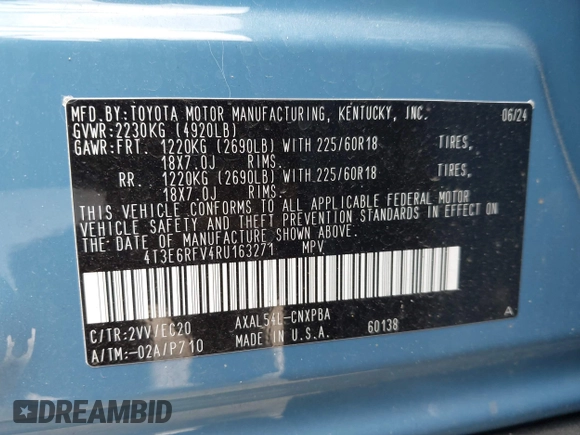 MFD.BY:TOYOTA MOTOR MANUFACTURING, KENTUCKY, INC. 06/24
GVWR:2230KG (4920LB)
GAWR:FRT. 1220KG (2690LB) WITH 225/60R18 TIRES,
18X7.0J RIMS.
RR. 1220KG (2690LB) WITH 225/60R18 TIRES,
18X7.0J RIMS.
THIS VEHICLE CONFORMS TO ALL APPLICABLE FEDERAL MOTOR
VEHICLE SAFETY AND THEFT PREVENTION STANDARDS IN EFFECT
ON THE DATE OF MANUFACTURE SHOWN ABOVE.
4T3E6RFV4RU163271 MPV
C/TR:2VV/EC20 AXAL54L-CNXPBA
A/TM:-02A/P710 MADE IN U.S.A. 60138 A
DREAMBID